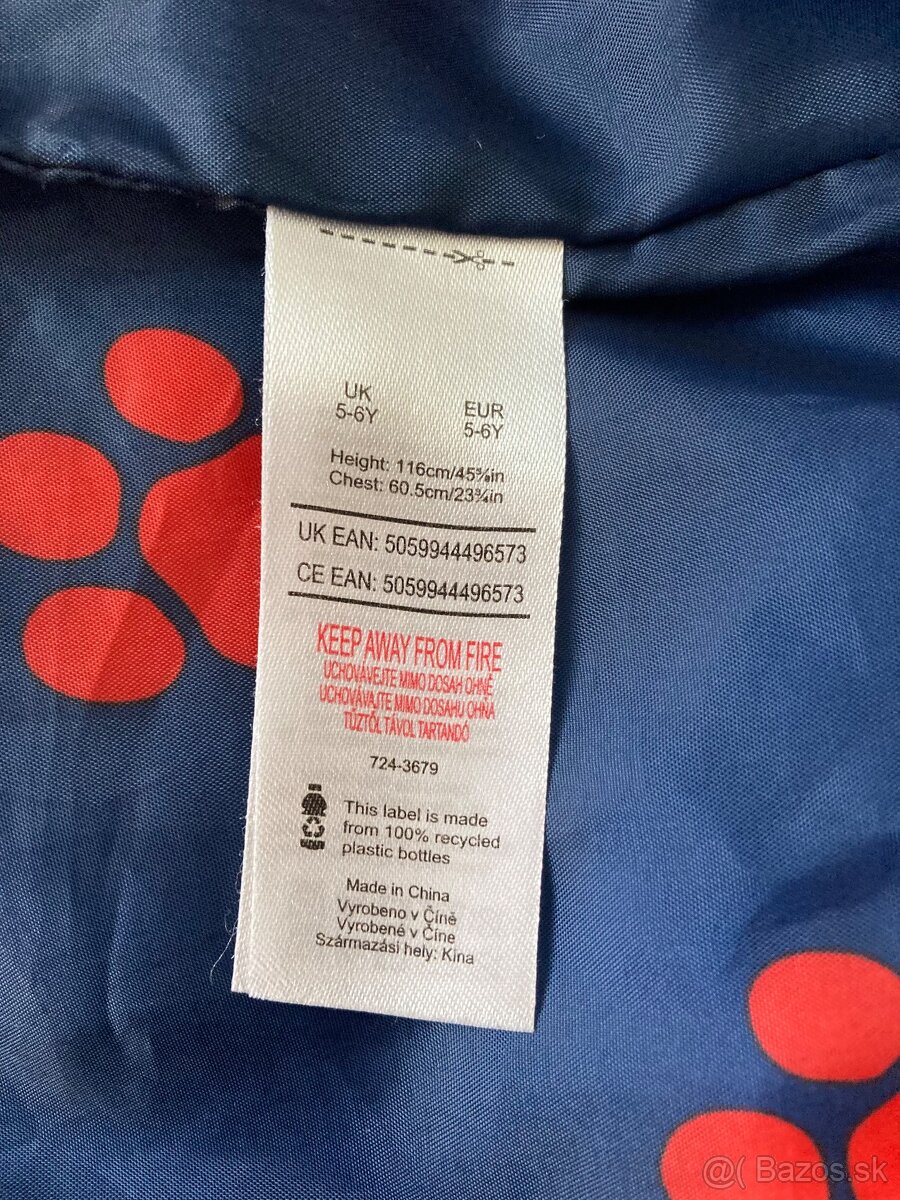 UK
5-6Y
EUR
5-6Y
Height: 116cm/45⅝in
Chest: 60.5cm/23¾in
UK EAN: 5059944496573
CE EAN: 5059944496573
KEEP AWAY FROM FIRE
UCHOVÁVEJTE MIMO DOSAH OHNĚ
UCHOVÁVAJTE MIMO DOSAHU OHŇA
TŰZTŐL TÁVOL TARTANDÓ
724-3679
This label is made
from 100% recycled
plastic bottles
Made in China
Vyrobeno v Číně
Vyrobené v Číne
Származási hely: Kína
@( Bazos.sk